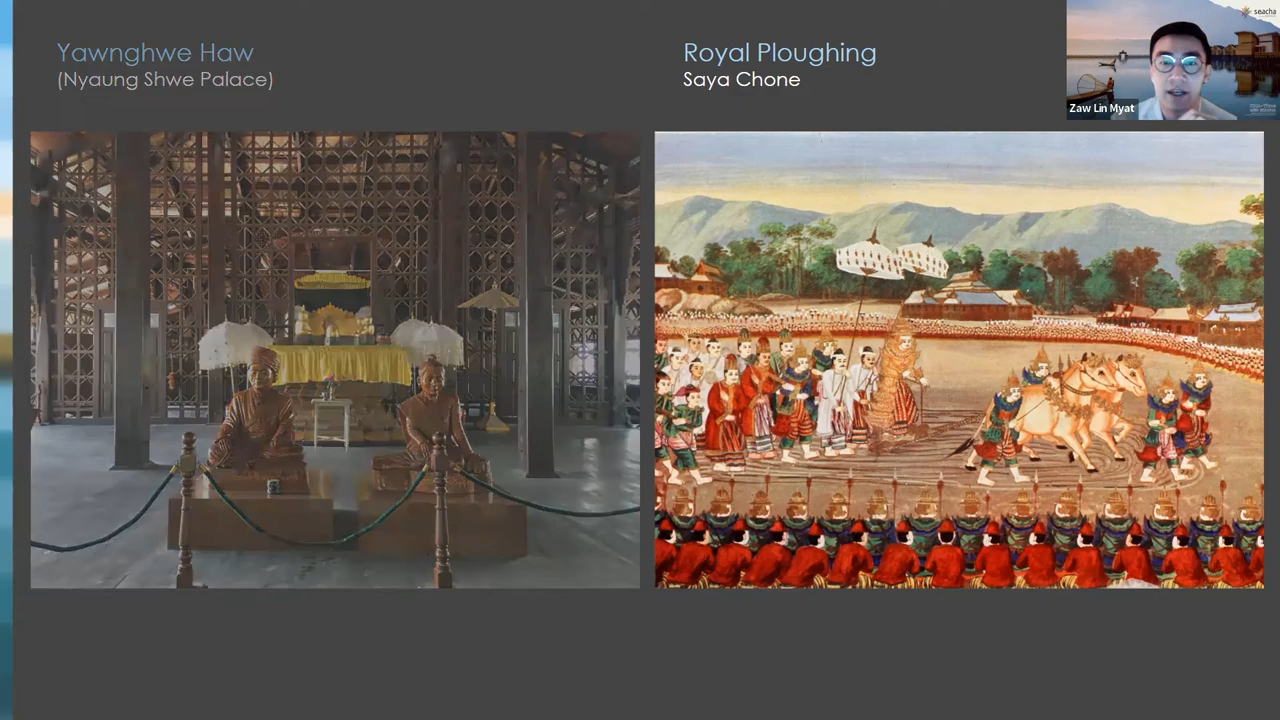 Yawnghwe Haw
(Nyaung Shwe Palace)
Royal Ploughing
Saya Chone
seacha
Zaw Lin Myat